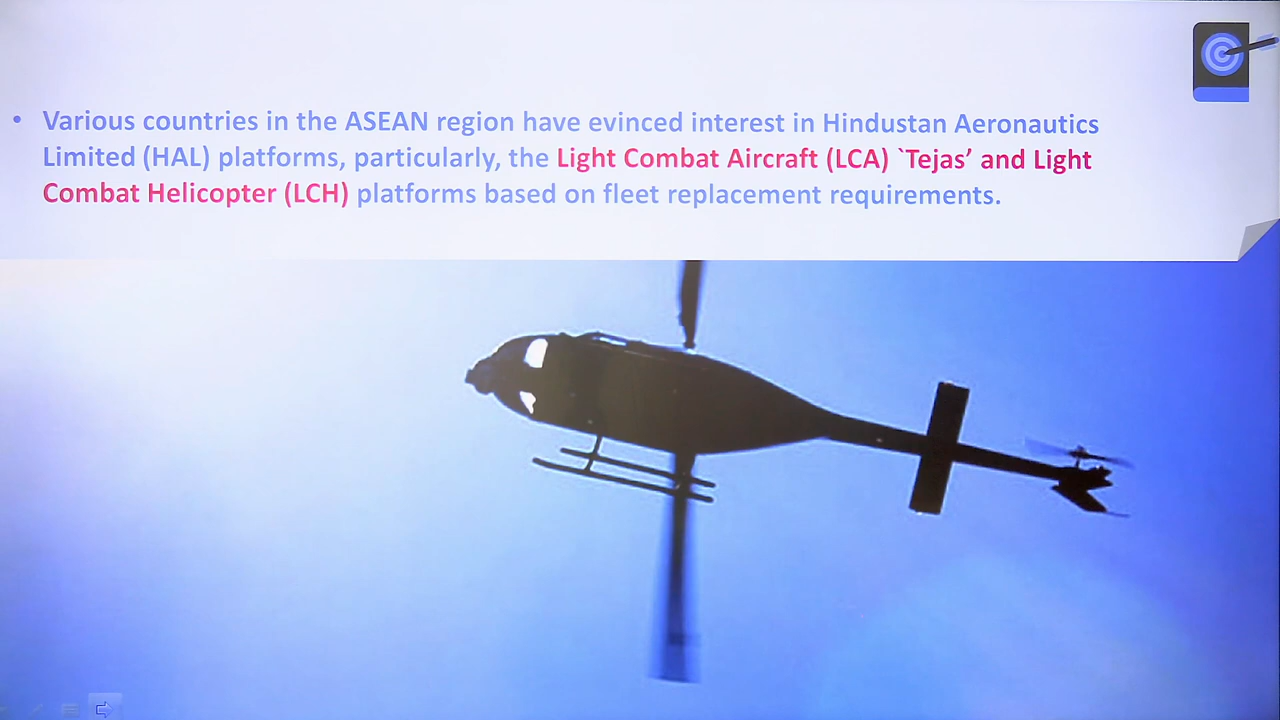 • Various countries in the ASEAN region have evinced interest in Hindustan Aeronautics
Limited (HAL) platforms, particularly, the Light Combat Aircraft (LCA) `Tejas’ and Light
Combat Helicopter (LCH) platforms based on fleet replacement requirements.